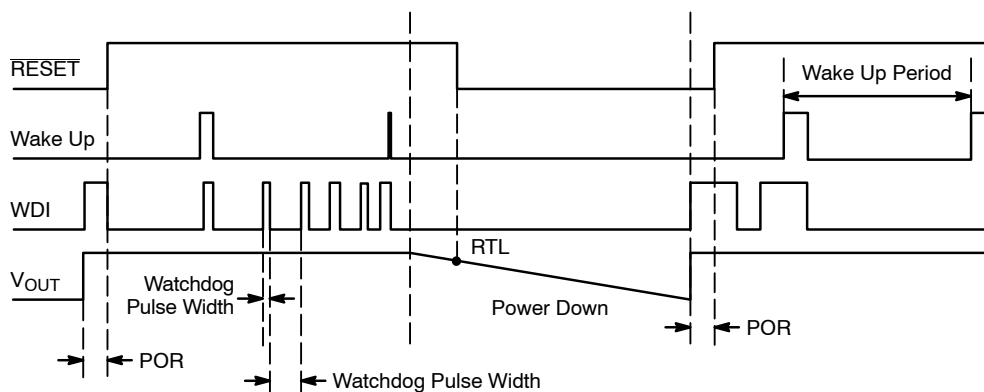 RESET
Wake Up Period
Wake Up
WDI
RTL
VOUT
Watchdog
Pulse Width
Power Down
POR
POR
Watchdog Pulse Width